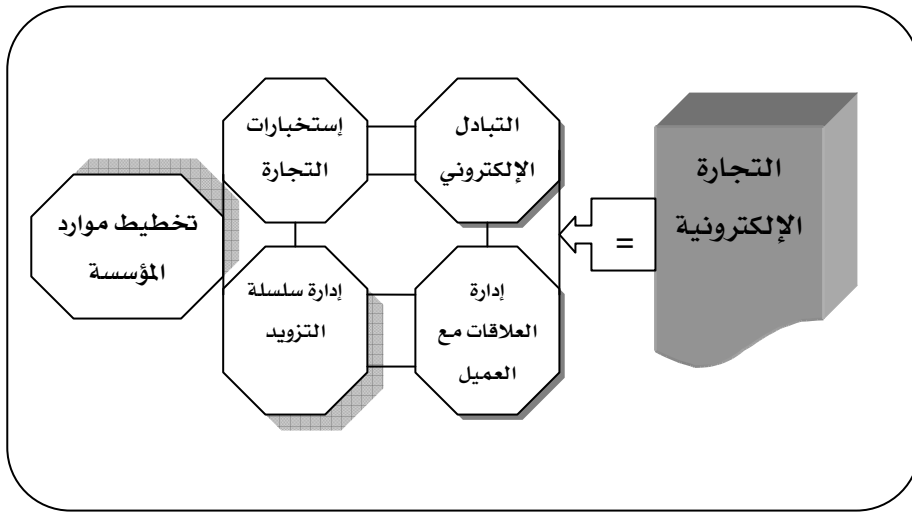 التجارة
الإلكترونية
=
التبادل
الإلكتروني
إستخبارات
التجارة
إدارة
العلاقات مع
العميل
إدارة سلسلة
التزويد
تخطيط موارد
المؤسسة